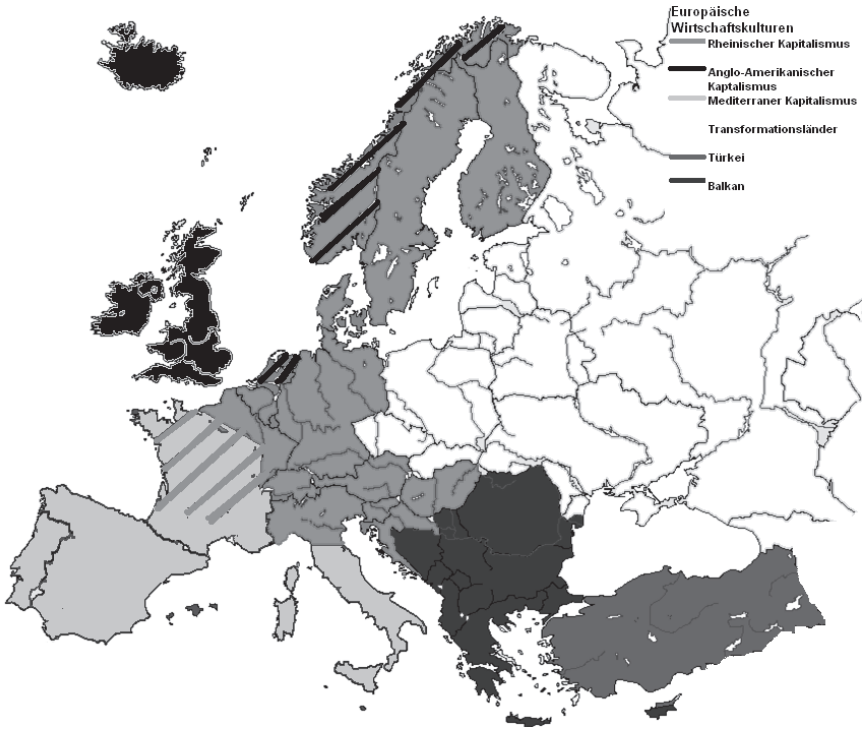 Europäische
Wirtschaftskulturen
Rheinischer Kapitalismus
Anglo-Amerikanischer
Kaptalismus
Mediterraner Kapitalismus
Transformationsländer
Türkei
Balkan